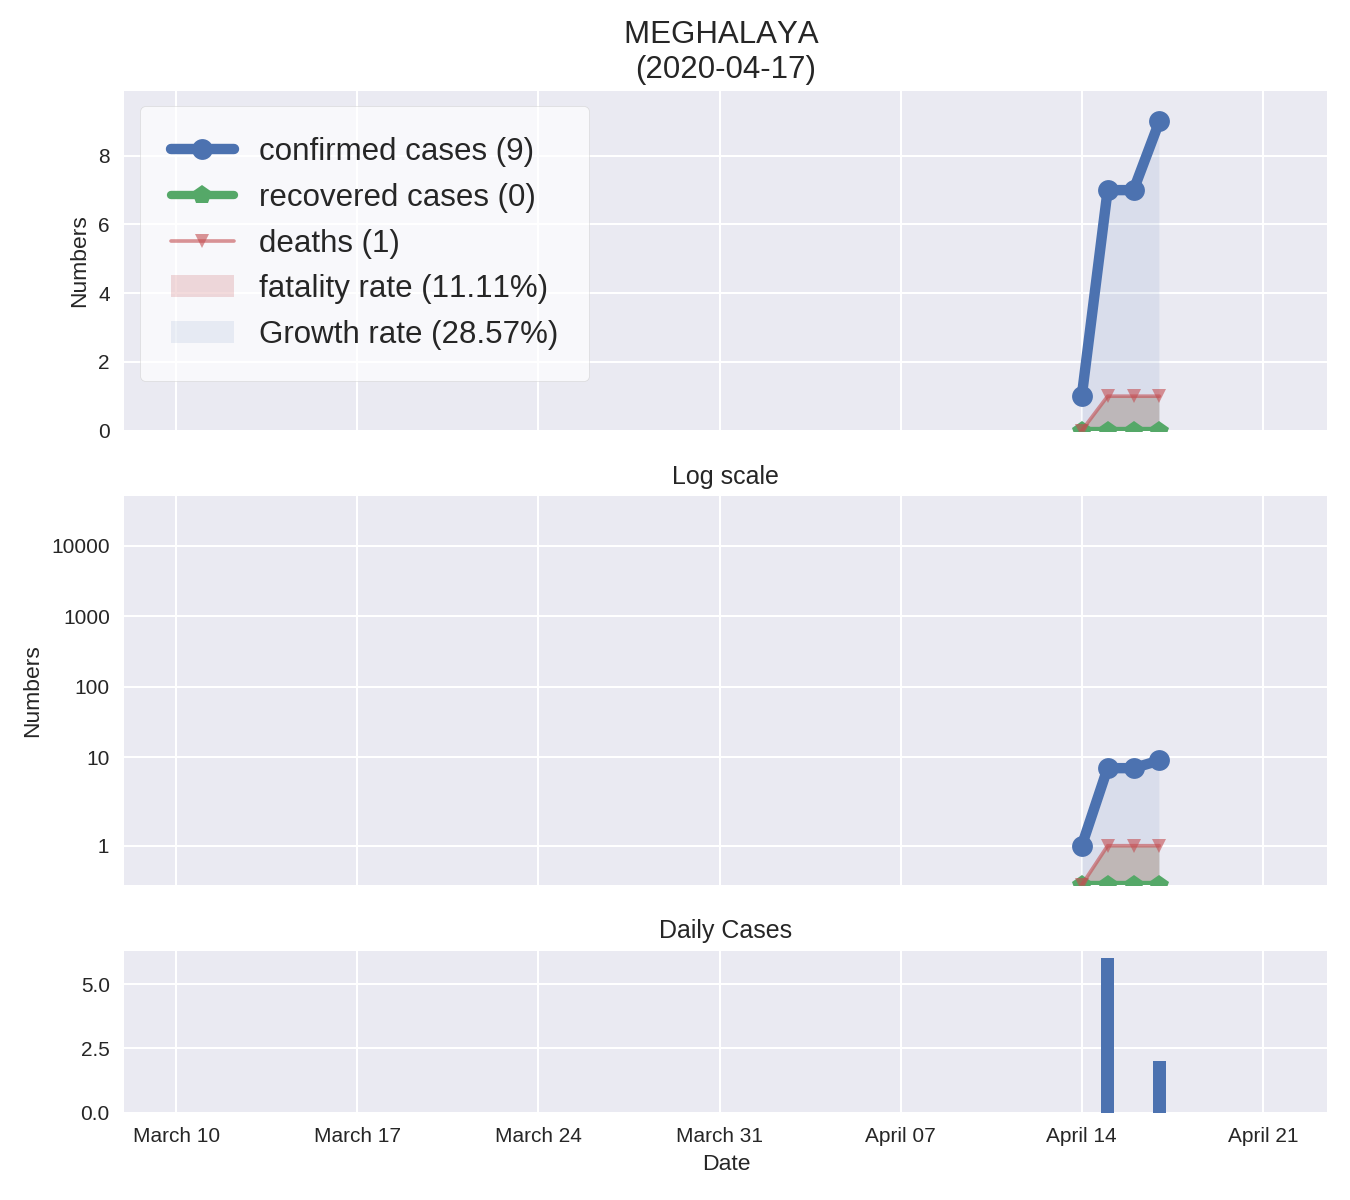 MEGHALAYA
(2020-04-17)
confirmed cases (9)
recovered cases (0)
deaths (1)
fatality rate (11.11%)
Growth rate (28.57%)
Numbers
8
6
4
2
0
Log scale
Numbers
10000
1000
100
10
1
Daily Cases
5.0
2.5
0.0
March 10
March 17
March 24
March 31
April 07
April 14
April 21
Date